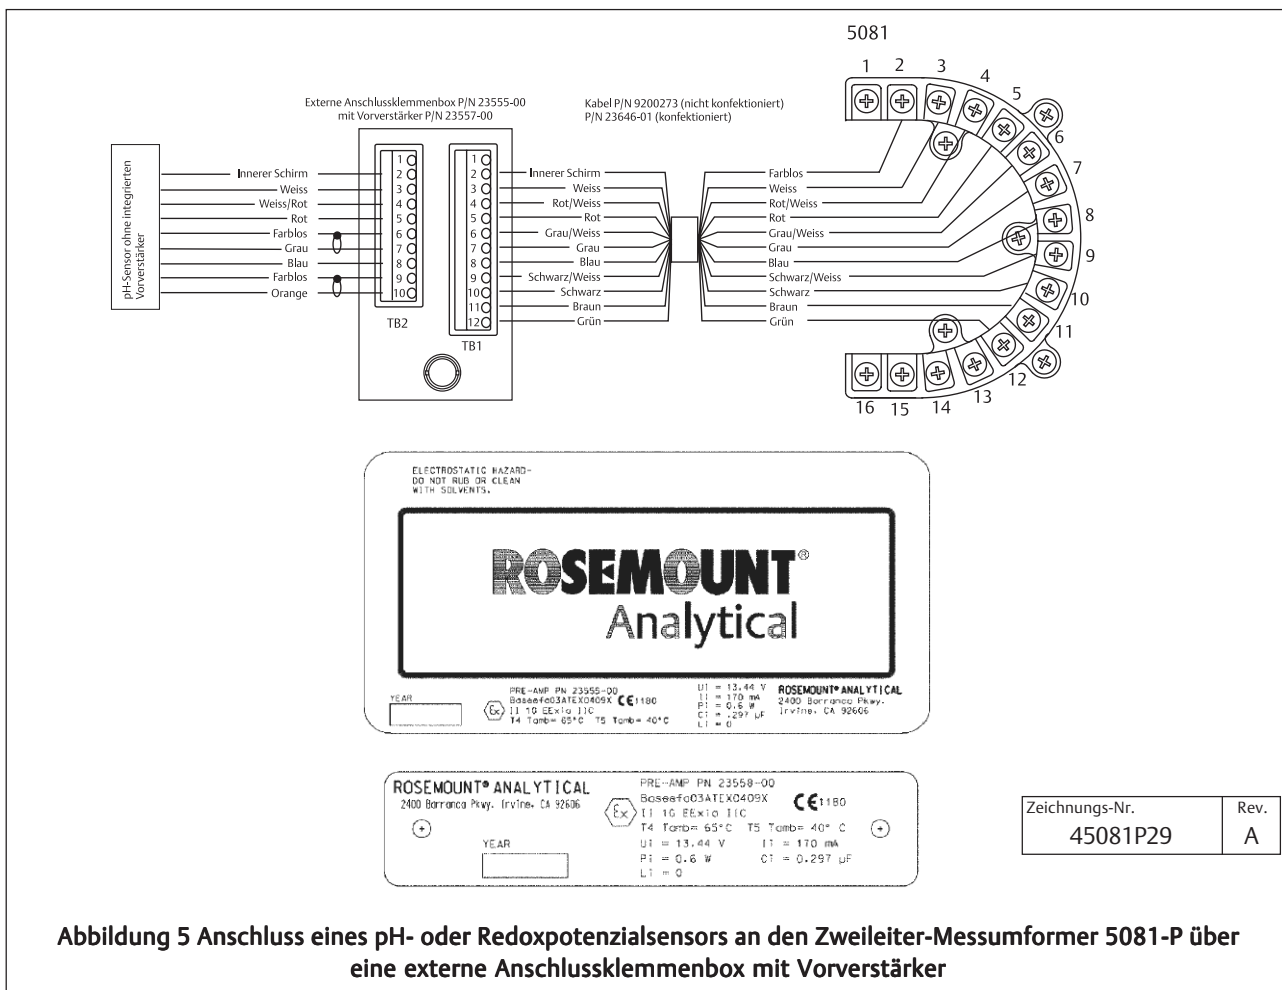 5081
1 2 3 4 5 6 7 8 9 10 11 12 13 14 15 16
Externe Anschlussklemmenbox P/N 23555-00
mit Vorverstärker P/N 23557-00
Kabel P/N 9200273 (nicht konfektioniert)
P/N 23646-01 (konfektioniert)
pH-Sensor ohne integrierten
Vorverstärker
Innerer Schirm
Weiss
Weiss/Rot
Rot
Farblos
Grau
Blau
Farblos
Orange
1
2
3
4
5
6
7
8
9
10
TB2
1
2
3
4
5
6
7
8
9
10
11
12
TB1
Innerer Schirm
Weiss
Rot/Weiss
Rot
Grau/Weiss
Grau
Blau
Schwarz/Weiss
Schwarz
Braun
Grün
Farblos
Weiss
Rot/Weiss
Rot
Grau/Weiss
Grau
Blau
Schwarz/Weiss
Schwarz
Braun
Grün
ELECTROSTATIC HAZARD-
DO NOT RUB OR CLEAN
WITH SOLVENTS.
ROSEMOUNT®
Analytical
YEAR
Ex
PRE-AMP PN 23555-00
Baseefa03ATEX0409X CE 1180
II 1G EExia IIC
T4 Tamb= 65°C T5 Tamb= 40°C
Ui = 13.44 V
Ii = 170 mA
Pi = 0.6 W
Ci = .297 µF
Li = 0
ROSEMOUNT® ANALYTICAL
2400 Barranca Pkwy.
Irvine, CA 92606
ROSEMOUNT® ANALYTICAL
2400 Barranca Pkwy. Irvine, CA 92606
YEAR
Ex
PRE-AMP PN 23558-00
Baseefa03ATEX0409X CE 1180
II 1G EExia IIC
T4 Tamb= 65°C T5 Tamb= 40° C
Ui = 13.44 V Ii = 170 mA
Pi = 0.6 W Ci = 0.297 µF
Li = 0
Zeichnungs-Nr. Rev.
45081P29 A
Abbildung 5 Anschluss eines pH- oder Redoxpotenzialsensors an den Zweileiter-Messumformer 5081-P über
eine externe Anschlussklemmenbox mit Vorverstärker